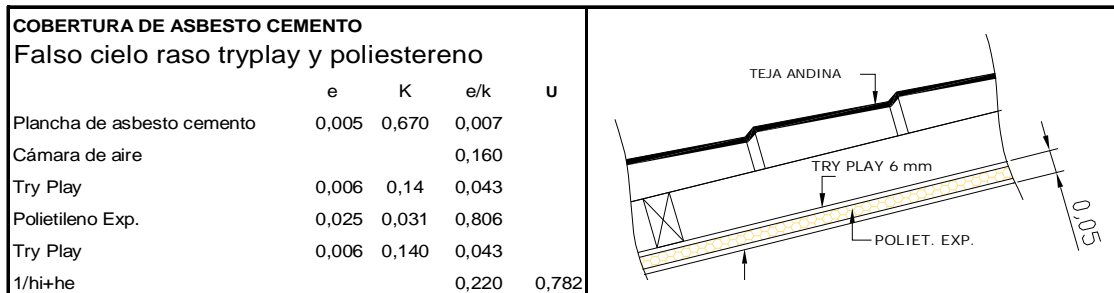 COBERTURA DE ASBESTO CEMENTO
Falso cielo raso tryplay y poliestereno
e K e/k U
Plancha de asbesto cemento 0,005 0,670 0,007
Cámara de aire 0,160
Try Play 0,006 0,14 0,043
Polietileno Exp. 0,025 0,031 0,806
Try Play 0,006 0,140 0,043
1/hi+he 0,220 0,782
TEJA ANDINA
TRY PLAY 6 mm
POLIET. EXP.
0,05